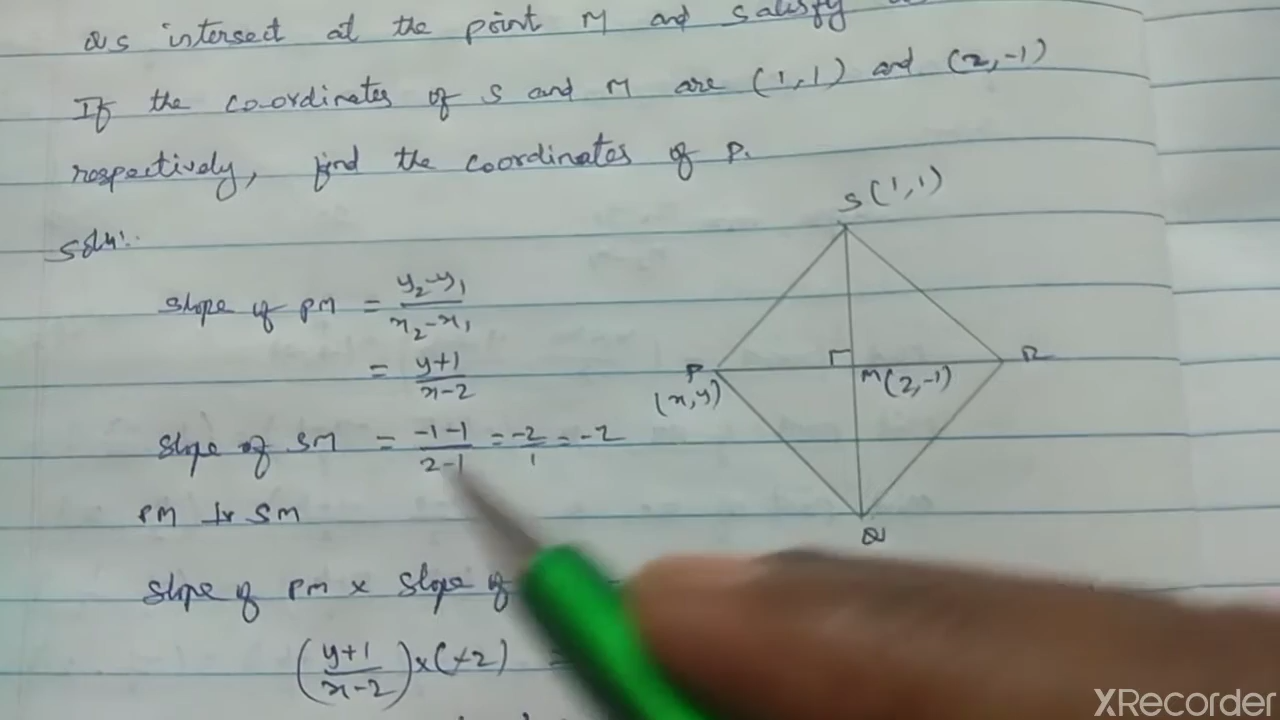 QS intersect at the point M and satisfy
If the co-ordinates of S and M are (1,1) and (2,-1)
respectively, find the coordinates of P.
Soln:
S(1,1)
Slope of PM = y₂-y₁/x₂-x₁
= y+1/x-2
P
(x,y)
M(2,-1)
R
Slope of SM = -1-1/2-1 = -2/1 = -2
PM ⊥r SM
Q
Slope of PM x Slope of
(y+1/x-2)x(-2) =
XRecorder